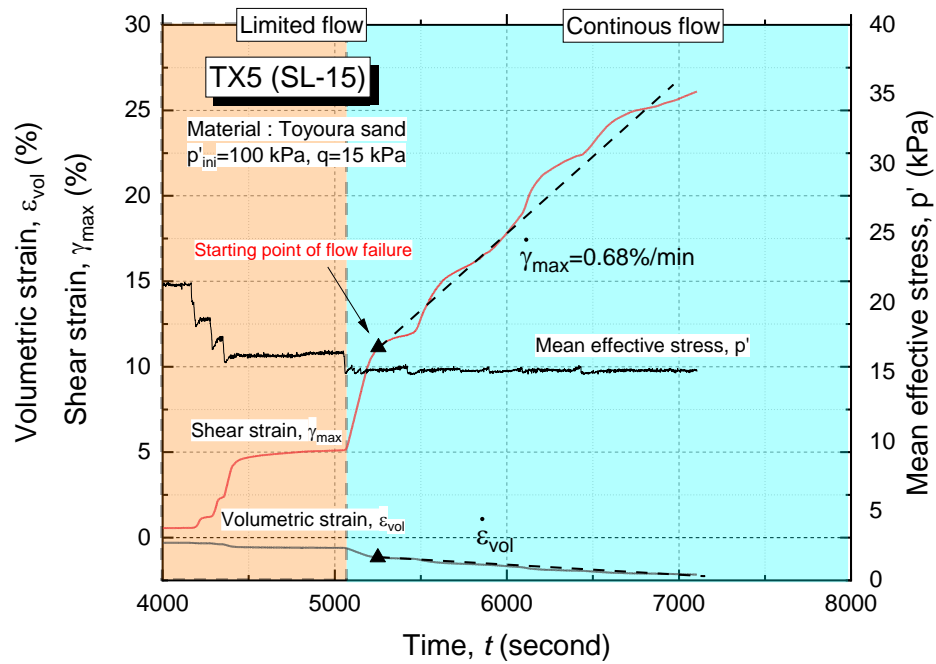 Limited flow
Continous flow
TX5 (SL-15)
Material : Toyoura sand
p'ini=100 kPa, q=15 kPa
Starting point of flow failure
γ̇max=0.68%/min
Mean effective stress, p'
Shear strain, γmax
Volumetric strain, εvol
ε̇vol
Volumetric strain, εvol (%)
Shear strain, γmax (%)
30
25
20
15
10
5
0
40
35
30
25
20
15
10
5
0
Mean effective stress, p' (kPa)
4000 5000 6000 7000 8000
Time, t (second)